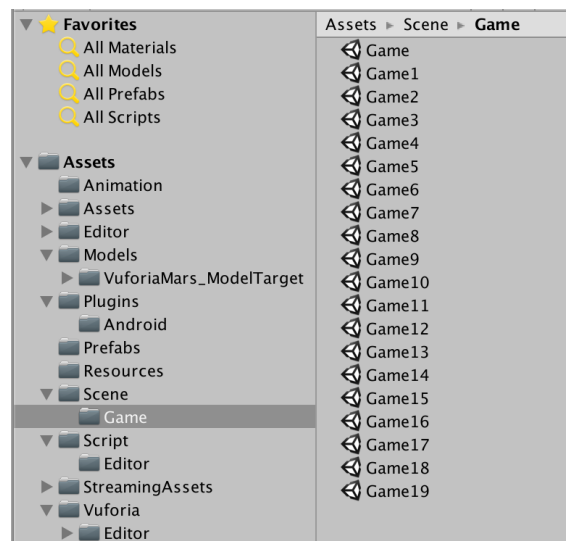 Favorites
All Materials
All Models
All Prefabs
All Scripts
Assets
Animation
Assets
Editor
Models
VuforiaMars_ModelTarget
Plugins
Android
Prefabs
Resources
Scene
Game
Script
Editor
StreamingAssets
Vuforia
Editor
Assets ▸ Scene ▸ Game
Game
Game1
Game2
Game3
Game4
Game5
Game6
Game7
Game8
Game9
Game10
Game11
Game12
Game13
Game14
Game15
Game16
Game17
Game18
Game19